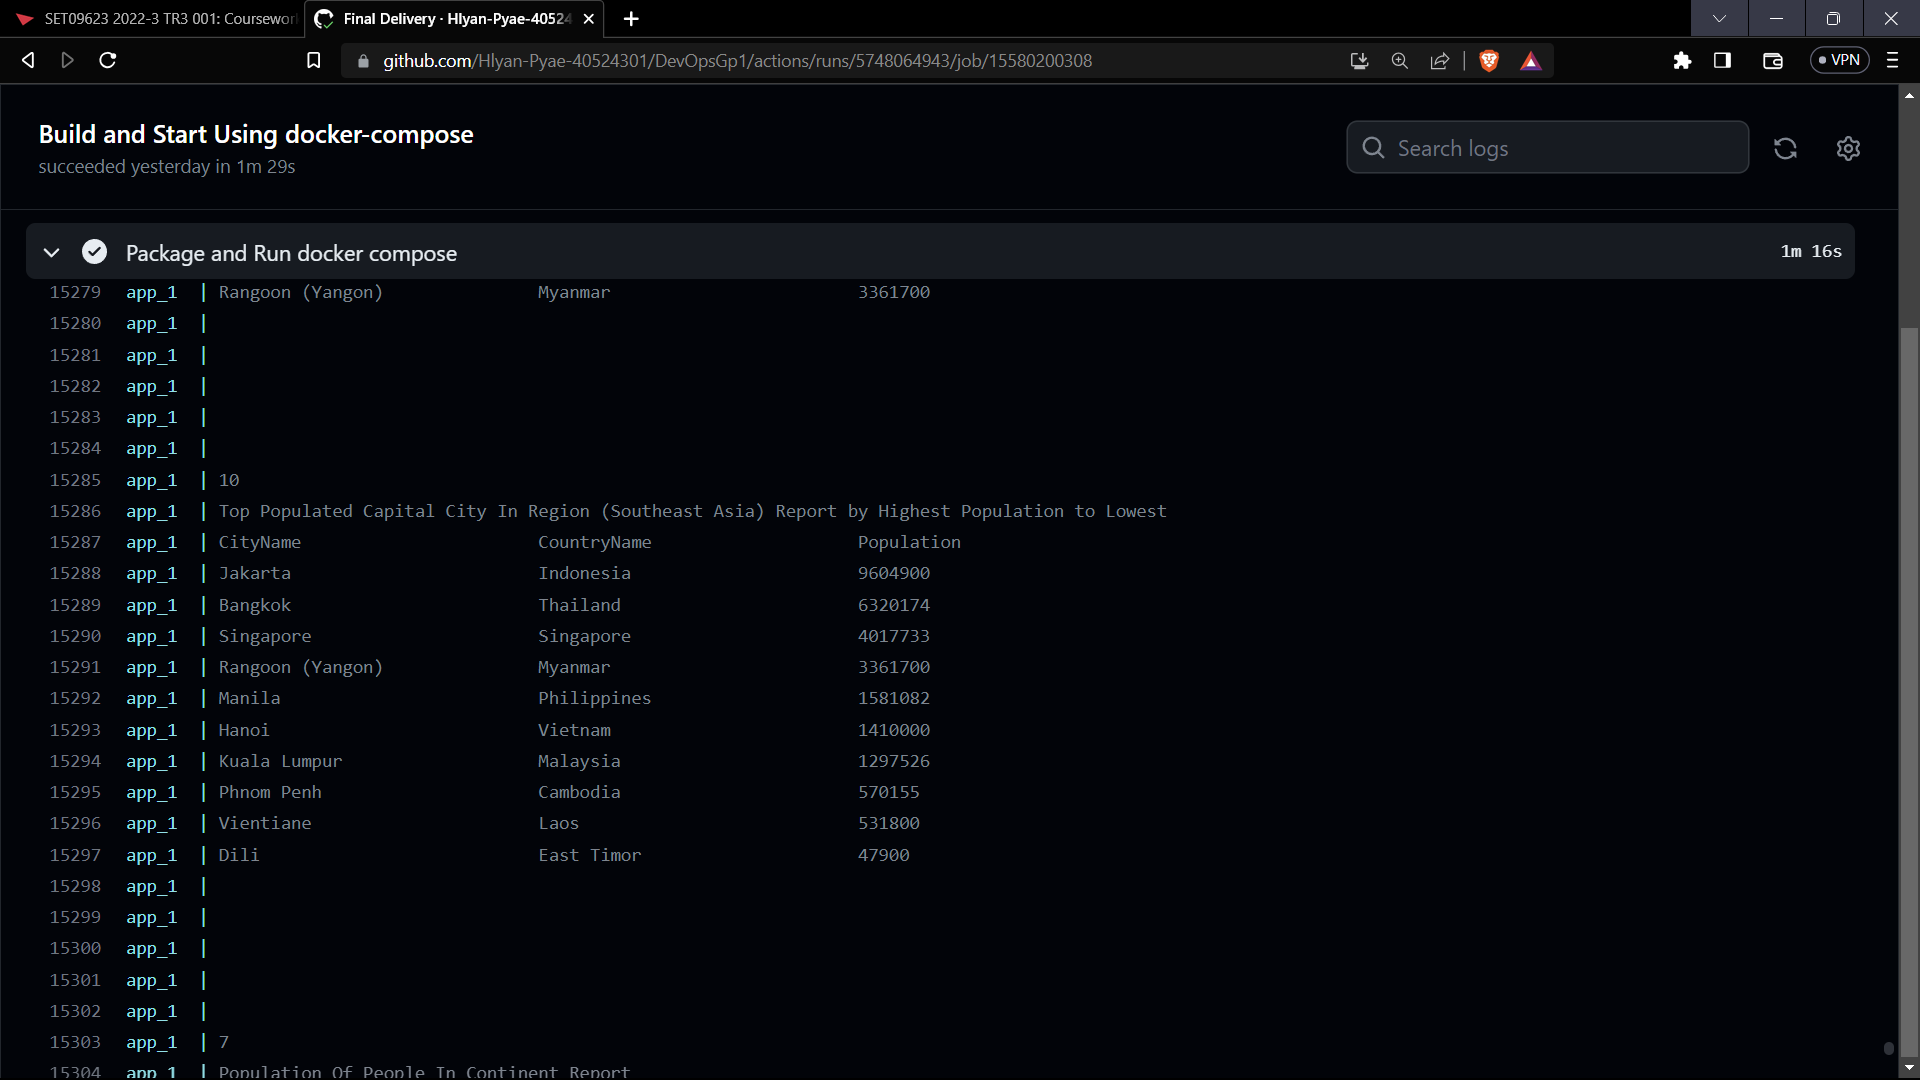 SET09623 2022-3 TR3 001: Coursewor
Final Delivery · Hlyan-Pyae-40524
github.com/Hlyan-Pyae-40524301/DevOpsGp1/actions/runs/5748064943/job/15580200308
VPN
Build and Start Using docker-compose
succeeded yesterday in 1m 29s
Search logs
Package and Run docker compose
1m 16s
15279 app_1 | Rangoon (Yangon) Myanmar 3361700
15280 app_1 |
15281 app_1 |
15282 app_1 |
15283 app_1 |
15284 app_1 |
15285 app_1 | 10
15286 app_1 | Top Populated Capital City In Region (Southeast Asia) Report by Highest Population to Lowest
15287 app_1 | CityName CountryName Population
15288 app_1 | Jakarta Indonesia 9604900
15289 app_1 | Bangkok Thailand 6320174
15290 app_1 | Singapore Singapore 4017733
15291 app_1 | Rangoon (Yangon) Myanmar 3361700
15292 app_1 | Manila Philippines 1581082
15293 app_1 | Hanoi Vietnam 1410000
15294 app_1 | Kuala Lumpur Malaysia 1297526
15295 app_1 | Phnom Penh Cambodia 570155
15296 app_1 | Vientiane Laos 531800
15297 app_1 | Dili East Timor 47900
15298 app_1 |
15299 app_1 |
15300 app_1 |
15301 app_1 |
15302 app_1 |
15303 app_1 | 7
15304 app_1 | Population Of People In Continent Report